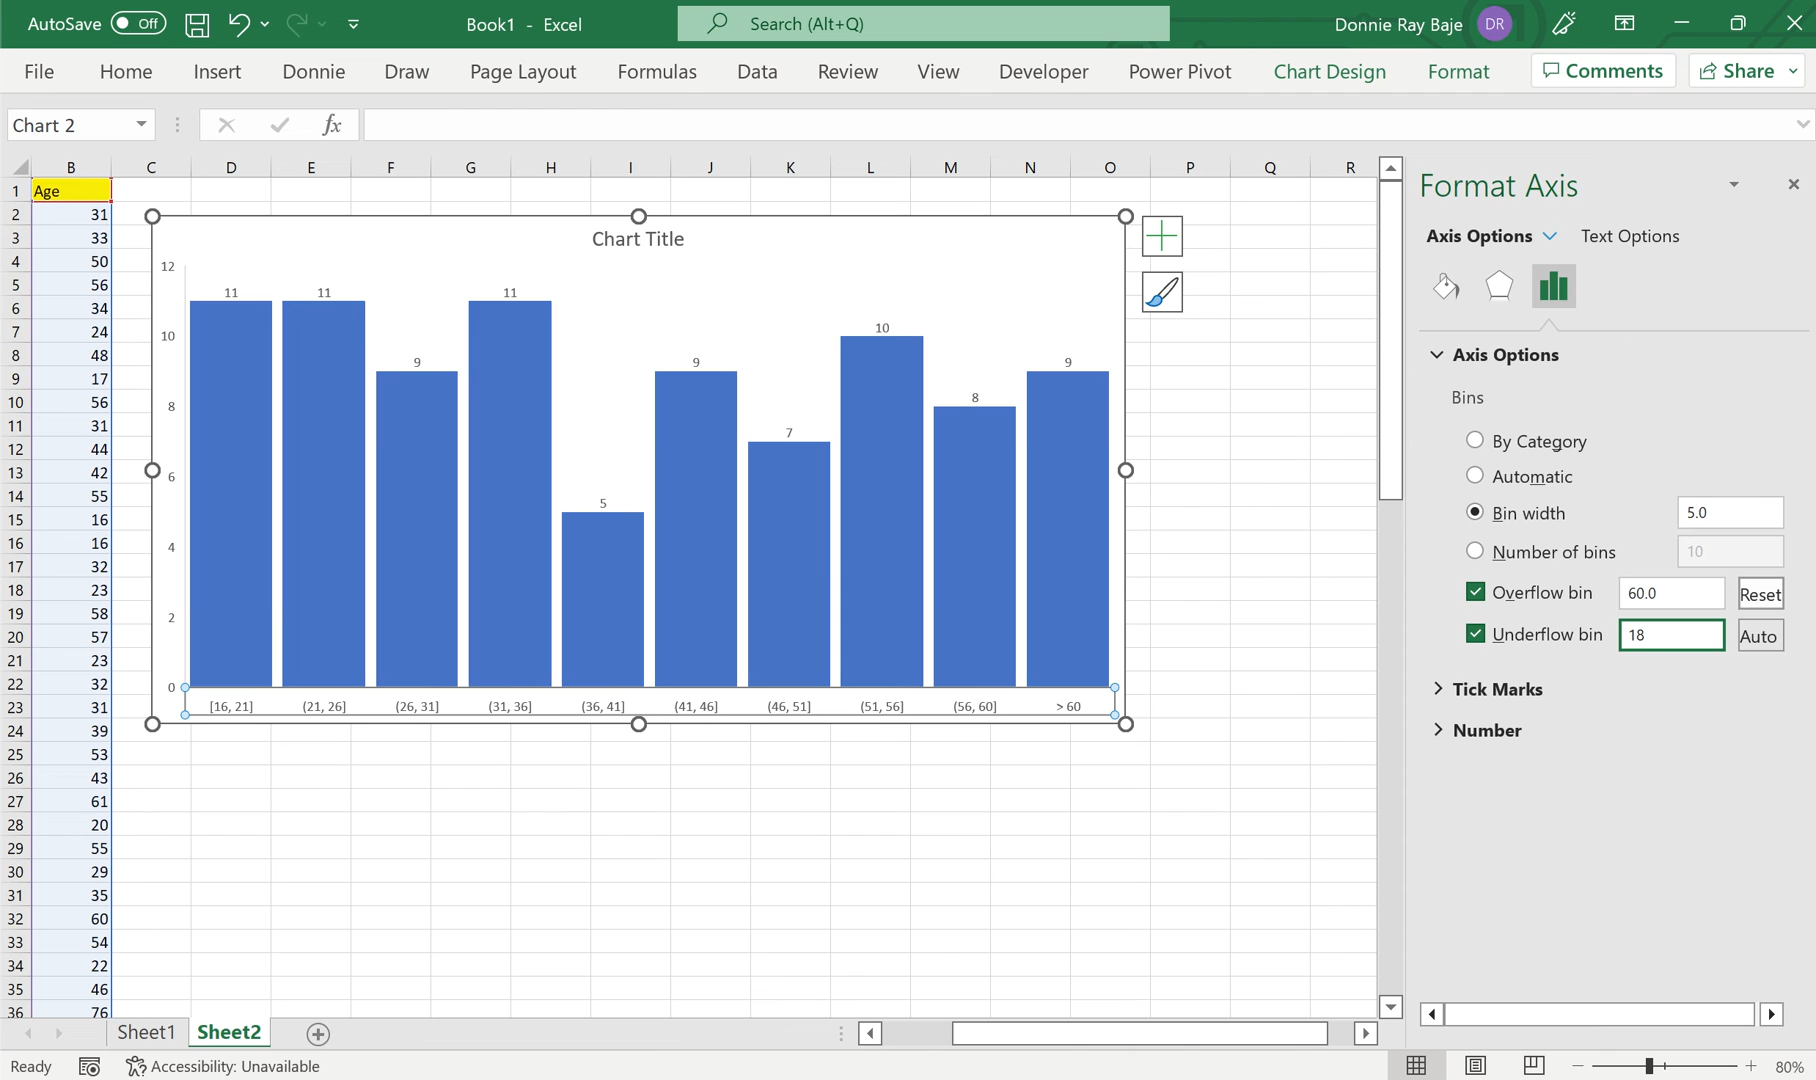 AutoSave Off Book1 - Excel Search (Alt+Q) Donnie Ray Baje DR
File Home Insert Donnie Draw Page Layout Formulas Data Review View Developer Power Pivot Chart Design Format Comments Share
Chart 2 fx
B C D E F G H I J K L M N O P Q R
1 Age
2 31
3 33
4 50
5 56
6 34
7 24
8 48
9 17
10 56
11 31
12 44
13 42
14 55
15 16
16 16
17 32
18 23
19 58
20 57
21 23
22 32
23 31
24 39
25 53
26 43
27 61
28 20
29 55
30 29
31 35
32 60
33 54
34 22
35 46
36 76
Chart Title
12
10
8
6
4
2
0
11 11 9 11 5 9 7 10 8 9
[16, 21] (21, 26] (26, 31] (31, 36] (36, 41] (41, 46] (46, 51] (51, 56] (56, 60] > 60
Format Axis
Axis Options Text Options
Axis Options
Bins
By Category
Automatic
Bin width 5.0
Number of bins 10
Overflow bin 60.0 Reset
Underflow bin 18 Auto
Tick Marks
Number
Sheet1 Sheet2
Ready Accessibility: Unavailable 80%